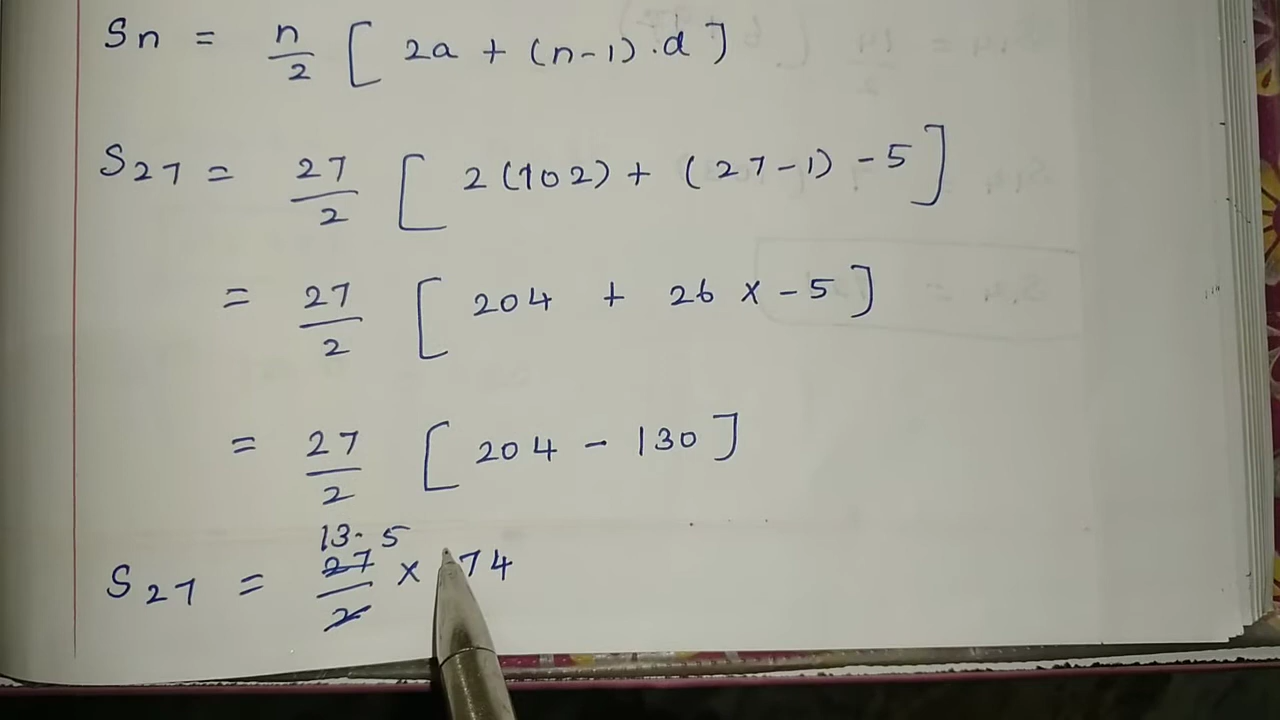 Sn = n/2 [ 2a + (n-1).d ]
S27 = 27/2 [ 2(102) + (27-1) -5 ]
= 27/2 [ 204 + 26 x -5 ]
= 27/2 [ 204 - 130 ]
13.5
S27 = 27/2 x 74